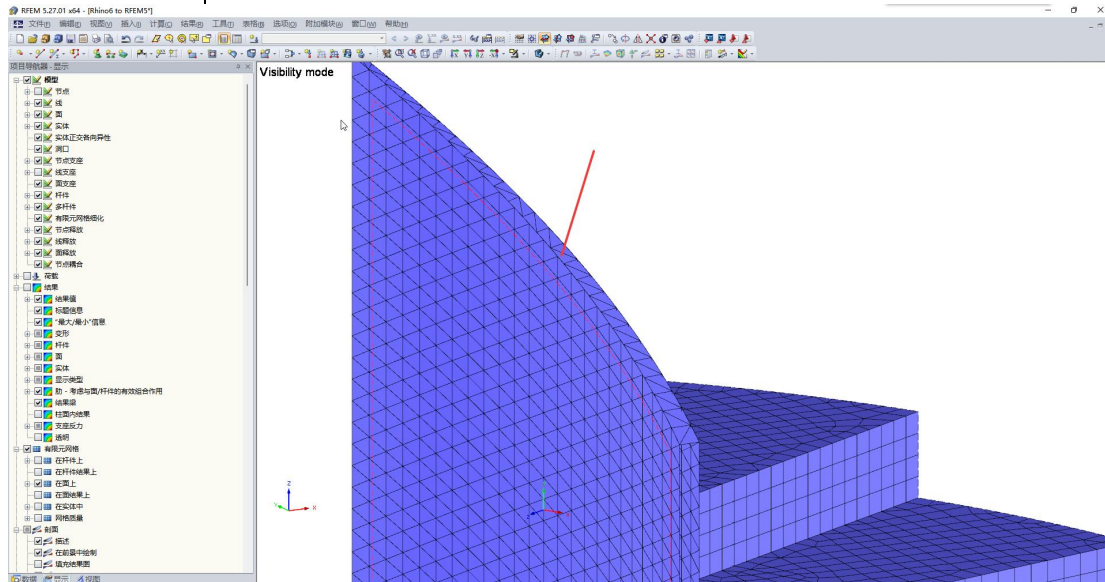 RFEM 5.27.01 x64 - [Rhino6 to RFEM5*]
文件(F) 编辑(E) 视图(V) 插入(I) 计算(C) 结果(R) 工具(T) 表格(B) 选项(O) 附加模块(A) 窗口(W) 帮助(H)
项目导航器 - 显示
Visibility mode
模型
节点
线
面
实体
实体正交各向异性
洞口
节点支座
线支座
面支座
杆件
多杆件
有限元网格细化
节点释放
线释放
面释放
节点耦合
荷载
结果
结果值
标题信息
"最大/最小"信息
变形
杆件
面
实体
显示类型
肋 - 考虑与面/杆件的有效组合作用
结果梁
柱面内结果
支座反力
透明
有限元网格
在杆件上
在杆件结果上
在面上
在面结果上
在实体中
网格质量
剖面
描述
在前景中绘制
填充结果图
数据 显示 视图
Z
X